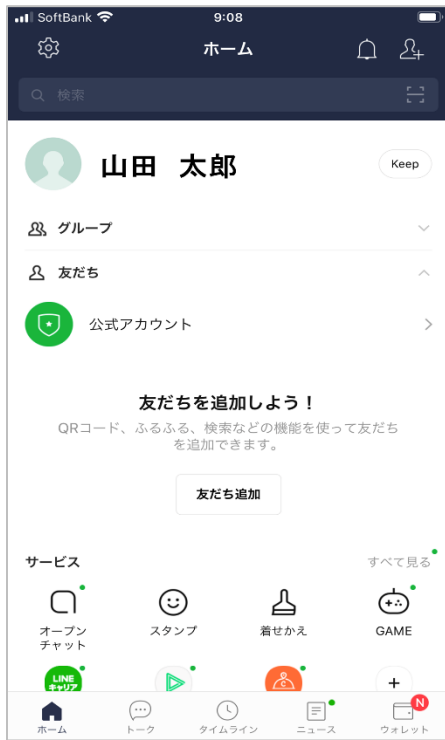 SoftBank 9:08
ホーム
検索
山田 太郎
Keep
グループ
友だち
公式アカウント
友だちを追加しよう！
QRコード、ふるふる、検索などの機能を使って友だち
を追加できます。
友だち追加
サービス すべて見る
オープン
チャット
スタンプ
着せかえ
GAME
LINE
キャリア
ホーム
トーク
タイムライン
ニュース
N
ウォレット